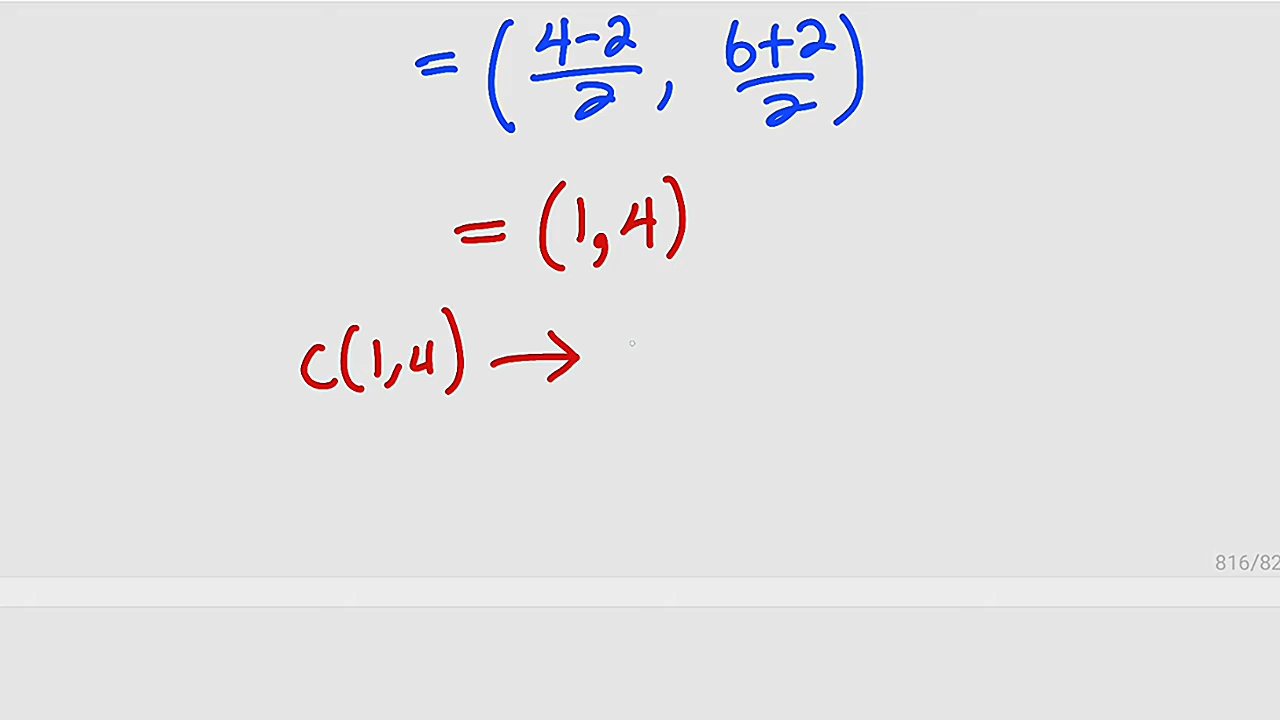 = (4-2/2, 6+2/2)
= (1,4)
C(1,4) →
816/82